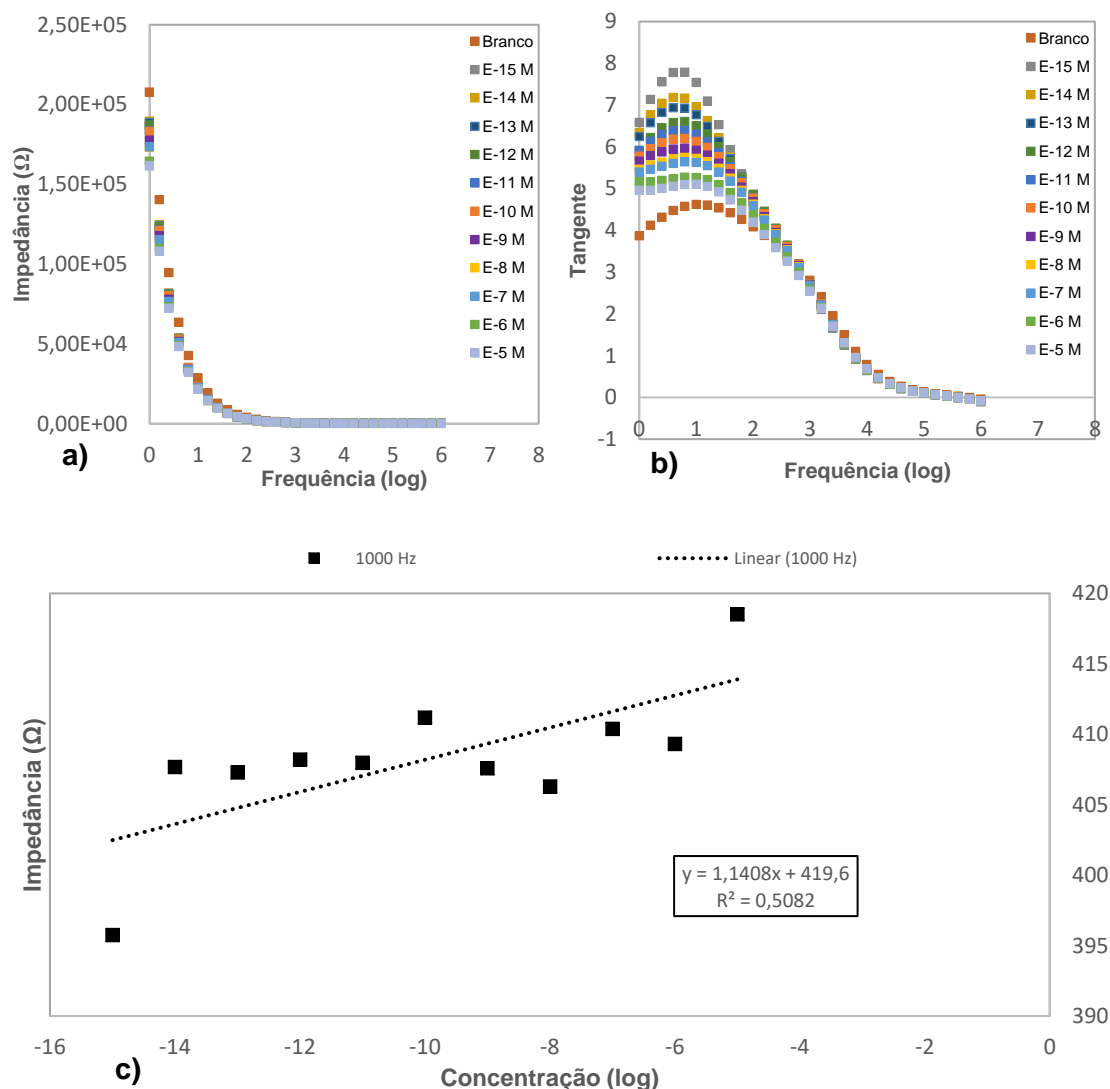 2,50E+05
2,00E+05
1,50E+05
1,00E+05
5,00E+04
0,00E+00
Impedância (Ω)
0 1 2 3 4 5 6 7 8
Frequência (log)
a)
Branco
E-15 M
E-14 M
E-13 M
E-12 M
E-11 M
E-10 M
E-9 M
E-8 M
E-7 M
E-6 M
E-5 M
9
8
7
6
5
4
3
2
1
0
-1
Tangente
0 1 2 3 4 5 6 7 8
Frequência (log)
b)
Branco
E-15 M
E-14 M
E-13 M
E-12 M
E-11 M
E-10 M
E-9 M
E-8 M
E-7 M
E-6 M
E-5 M
1000 Hz
Linear (1000 Hz)
Impedância (Ω)
420
415
410
405
400
395
390
y = 1,1408x + 419,6
R² = 0,5082
-16 -14 -12 -10 -8 -6 -4 -2 0
c)
Concentração (log)